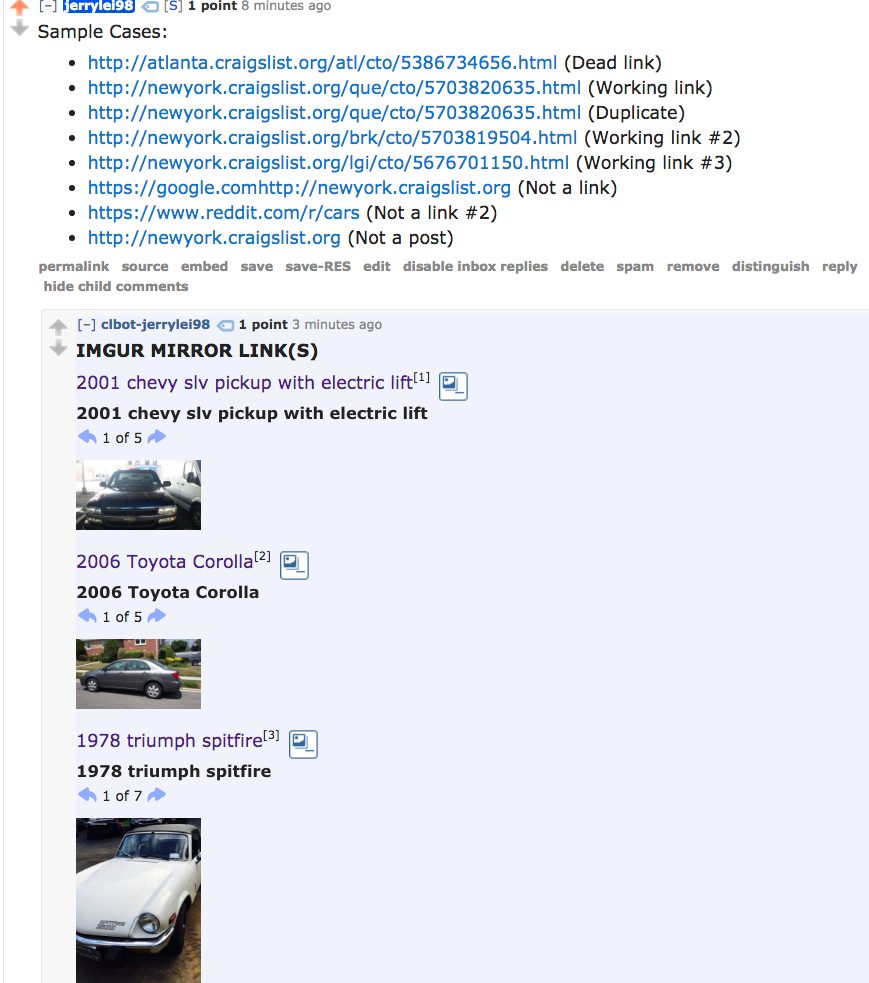 [–] jerrylei98 [S] 1 point 8 minutes ago
Sample Cases:
http://atlanta.craigslist.org/atl/cto/5386734656.html (Dead link)
http://newyork.craigslist.org/que/cto/5703820635.html (Working link)
http://newyork.craigslist.org/que/cto/5703820635.html (Duplicate)
http://newyork.craigslist.org/brk/cto/5703819504.html (Working link #2)
http://newyork.craigslist.org/lgi/cto/5676701150.html (Working link #3)
https://google.comhttp://newyork.craigslist.org (Not a link)
https://www.reddit.com/r/cars (Not a link #2)
http://newyork.craigslist.org (Not a post)
permalink source embed save save-RES edit disable inbox replies delete spam remove distinguish reply
hide child comments
[–] clbot-jerrylei98 1 point 3 minutes ago
IMGUR MIRROR LINK(S)
2001 chevy slv pickup with electric lift[1]
2001 chevy slv pickup with electric lift
1 of 5
2006 Toyota Corolla[2]
2006 Toyota Corolla
1 of 5
1978 triumph spitfire[3]
1978 triumph spitfire
1 of 7